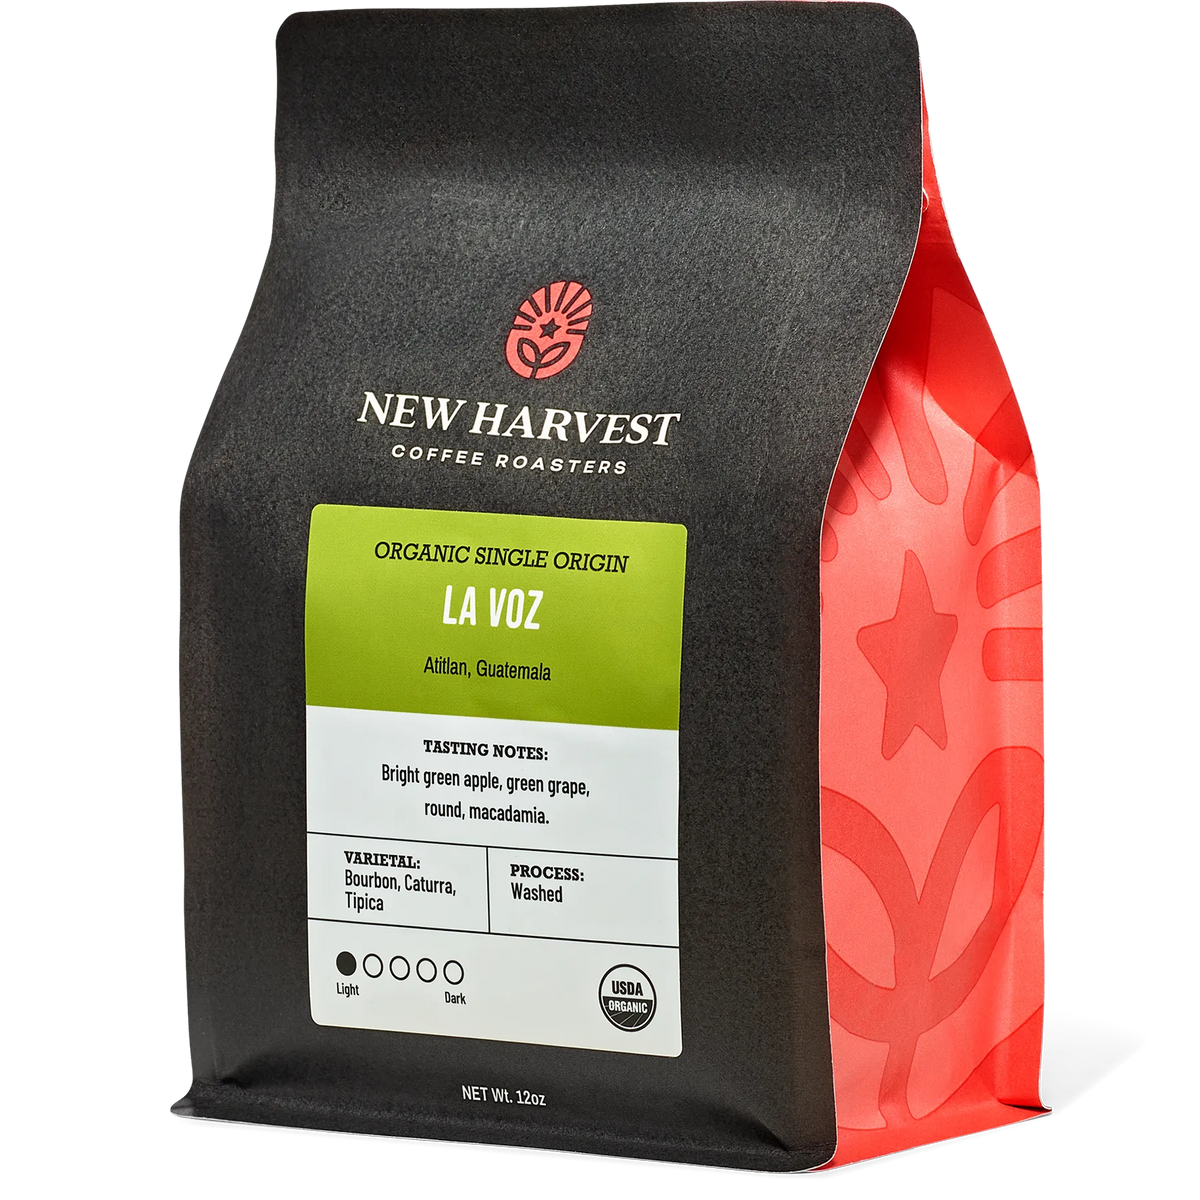 NEW HARVEST
COFFEE ROASTERS
ORGANIC SINGLE ORIGIN
LA VOZ
Atitlan, Guatemala
TASTING NOTES:
Bright green apple, green grape,
round, macadamia.
VARIETAL:
Bourbon, Caturra,
Tipica
PROCESS:
Washed
Light
Dark
USDA
ORGANIC
NET Wt. 12oz